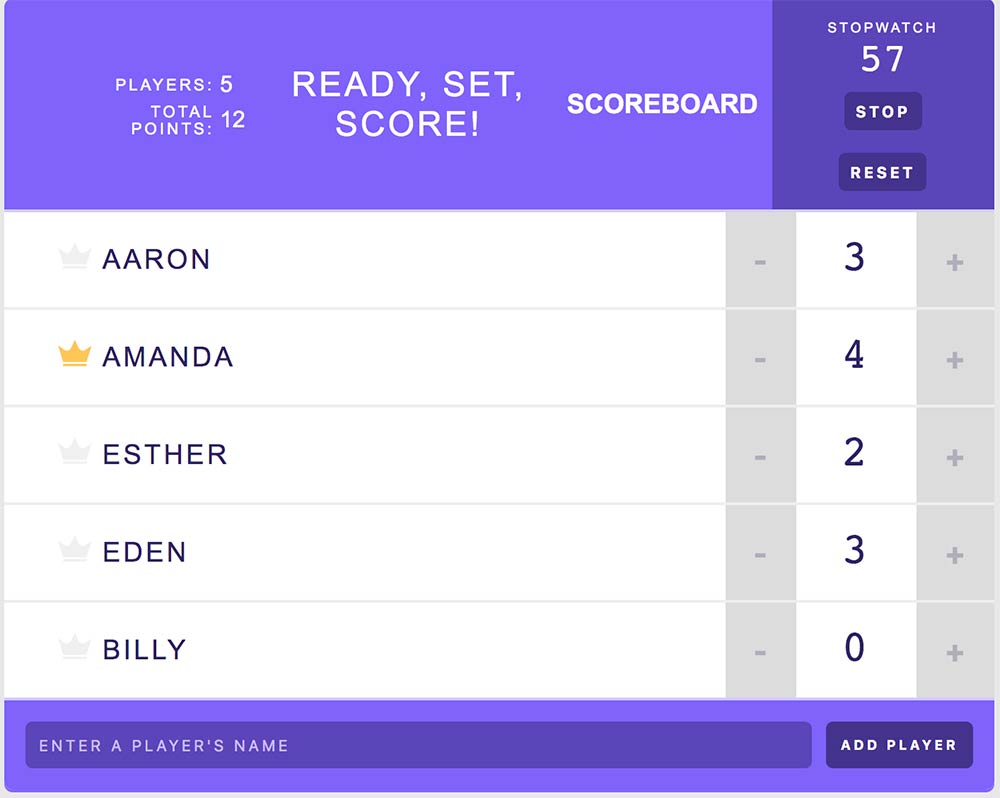 PLAYERS: 5
TOTAL POINTS: 12
READY, SET,
SCORE!
SCOREBOARD
STOPWATCH
57
STOP
RESET
AARON - 3 +
AMANDA - 4 +
ESTHER - 2 +
EDEN - 3 +
BILLY - 0 +
ENTER A PLAYER'S NAME ADD PLAYER